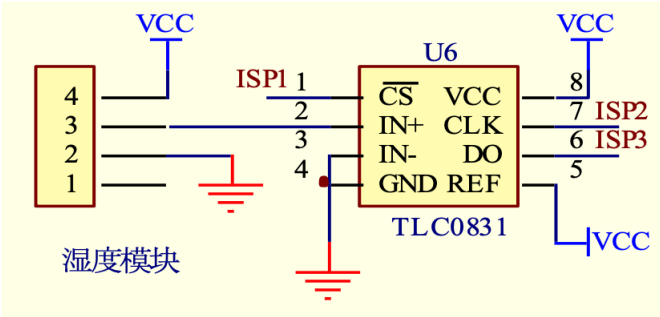 VCC
VCC
U6
ISP1
1
8
4
CS
VCC
2
7
ISP2
3
IN+
CLK
3
6
ISP3
2
IN-
DO
4
5
1
GND
REF
TLC0831
VCC
湿度模块